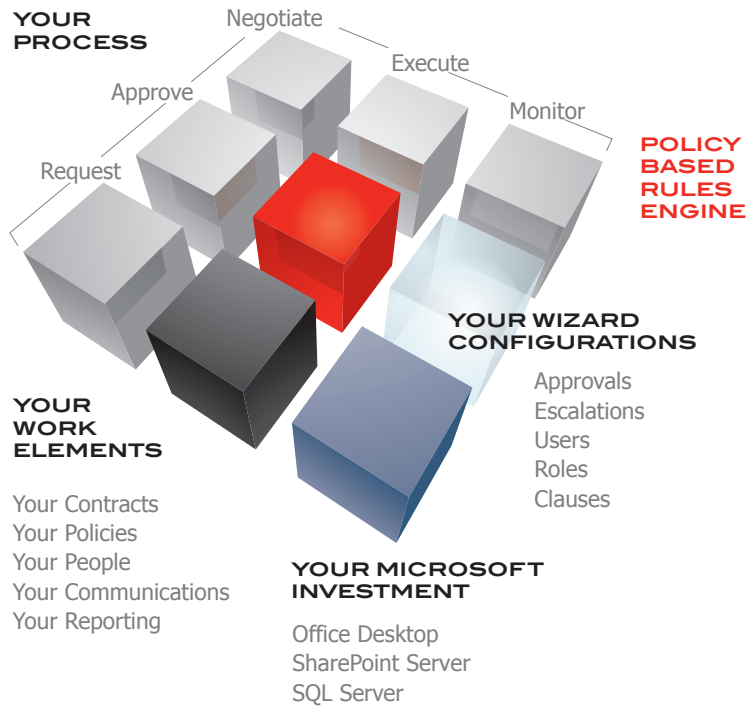 YOUR
PROCESS
Negotiate
Execute
Approve
Monitor
Request
POLICY
BASED
RULES
ENGINE
YOUR WIZARD
CONFIGURATIONS
Approvals
Escalations
Users
Roles
Clauses
YOUR
WORK
ELEMENTS
Your Contracts
Your Policies
Your People
Your Communications
Your Reporting
YOUR MICROSOFT
INVESTMENT
Office Desktop
SharePoint Server
SQL Server